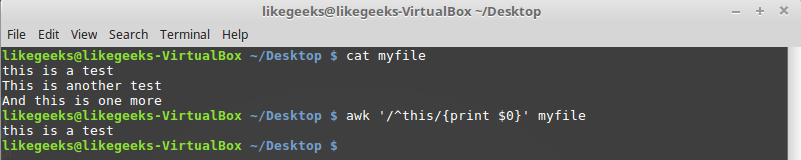 likegeeks@likegeeks-VirtualBox ~/Desktop
File Edit View Search Terminal Help
likegeeks@likegeeks-VirtualBox ~/Desktop $ cat myfile
this is a test
This is another test
And this is one more
likegeeks@likegeeks-VirtualBox ~/Desktop $ awk '/^this/{print $0}' myfile
this is a test
likegeeks@likegeeks-VirtualBox ~/Desktop $